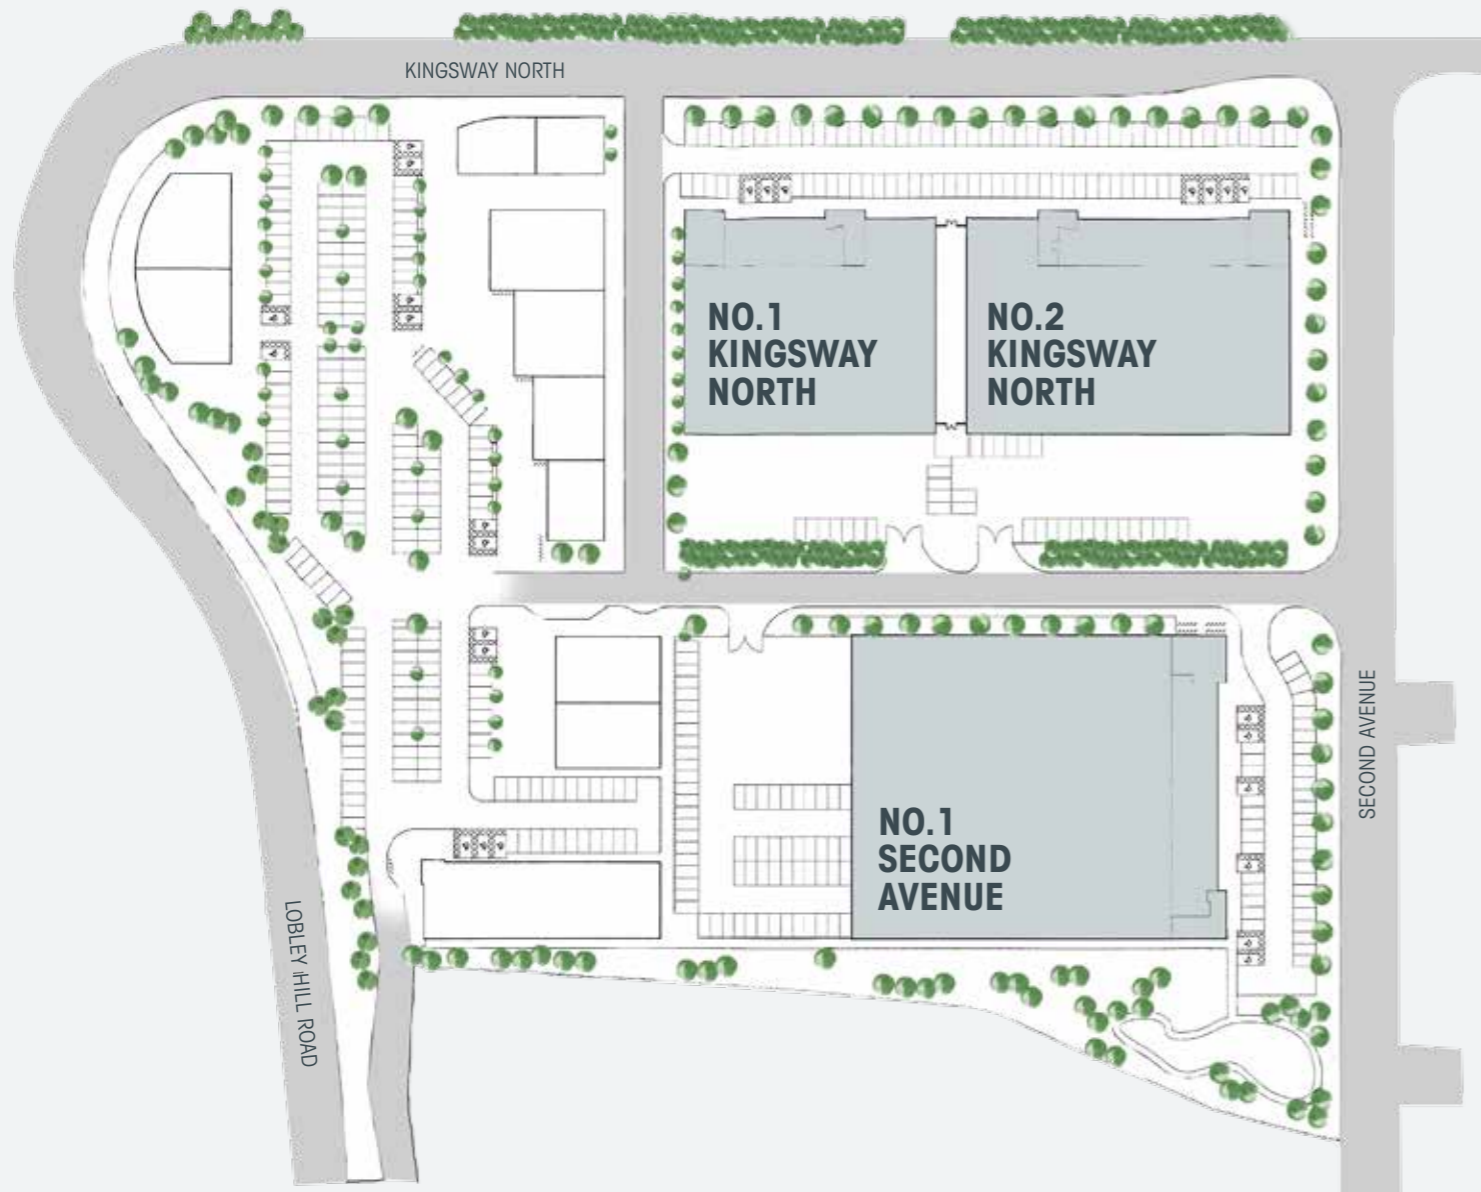 KINGSWAY NORTH
NO.1
KINGSWAY
NORTH
NO.2
KINGSWAY
NORTH
NO.1
SECOND
AVENUE
SECOND AVENUE
LOBLEY HILL ROAD